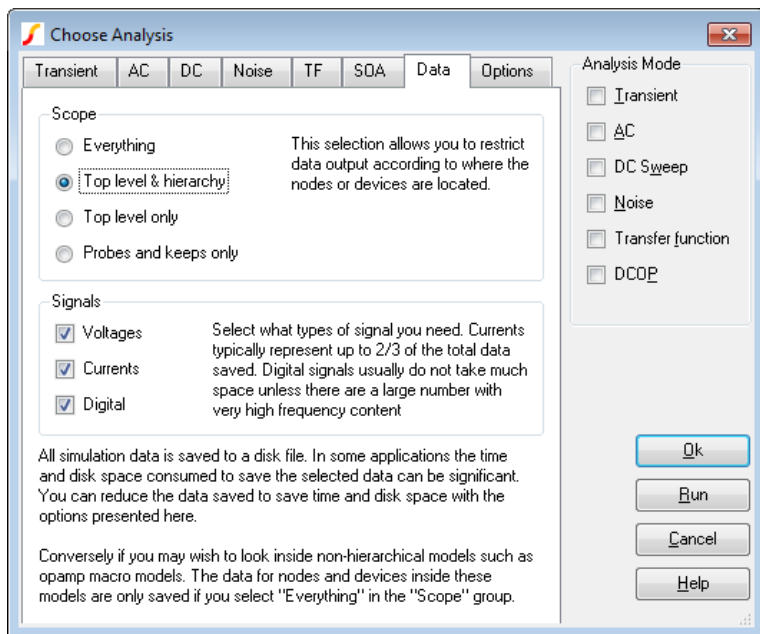 Choose Analysis
Transient AC DC Noise TF SOA Data Options
Scope
Everything
Top level & hierarchy
Top level only
Probes and keeps only
This selection allows you to restrict
data output according to where the
nodes or devices are located.
Signals
Voltages
Currents
Digital
Select what types of signal you need. Currents
typically represent up to 2/3 of the total data
saved. Digital signals usually do not take much
space unless there are a large number with
very high frequency content
All simulation data is saved to a disk file. In some applications the time
and disk space consumed to save the selected data can be significant.
You can reduce the data saved to save time and disk space with the
options presented here.
Conversely if you may wish to look inside non-hierarchical models such as
opamp macro models. The data for nodes and devices inside these
models are only saved if you select "Everything" in the "Scope" group.
Analysis Mode
Transient
AC
DC Sweep
Noise
Transfer function
DCOP
Ok
Run
Cancel
Help